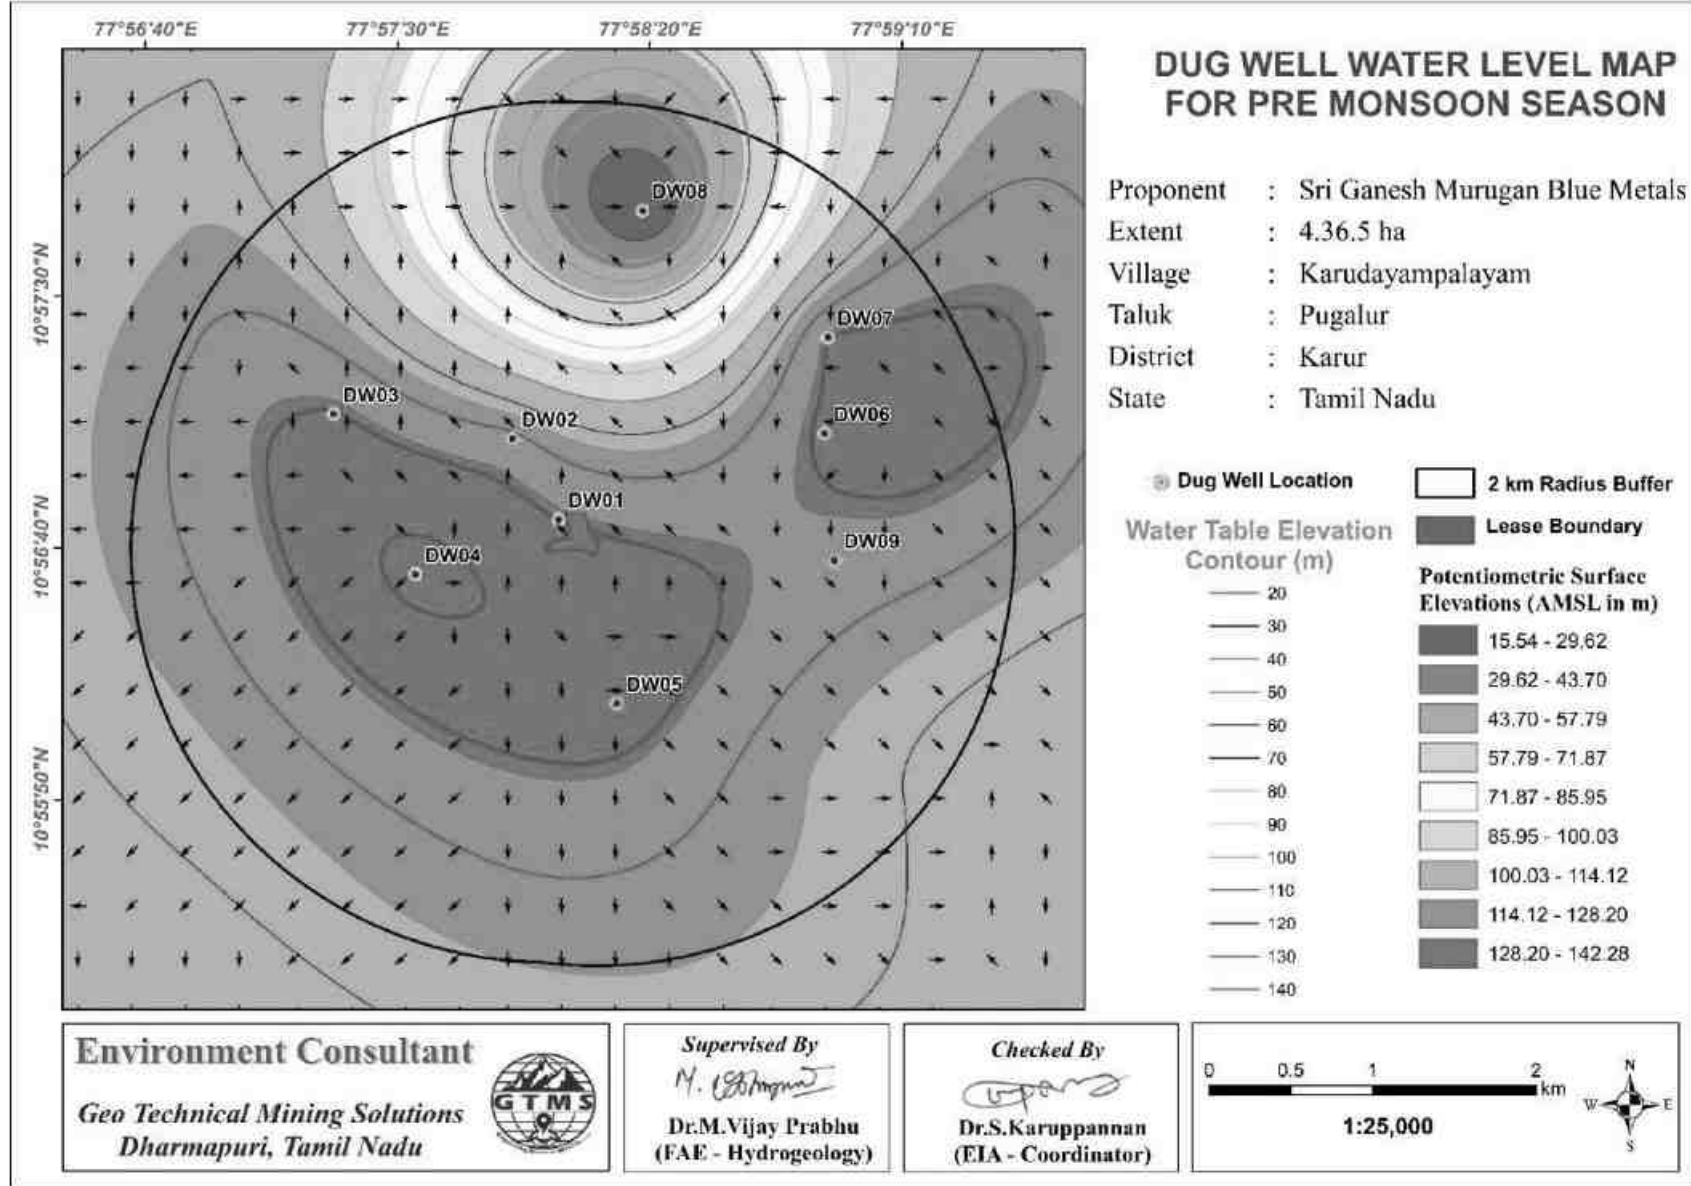 77°56'40"E 77°57'30"E 77°58'20"E 77°59'10"E
10°57'30"N
10°56'40"N
10°55'50"N
DW08
DW07
DW03
DW06
DW02
DW01
DW09
DW04
DW05
DUG WELL WATER LEVEL MAP
FOR PRE MONSOON SEASON
Proponent : Sri Ganesh Murugan Blue Metals
Extent : 4.36.5 ha
Village : Karudayampalayam
Taluk : Pugalur
District : Karur
State : Tamil Nadu
Dug Well Location
2 km Radius Buffer
Lease Boundary
Water Table Elevation
Contour (m)
20
30
40
50
60
70
80
90
100
110
120
130
140
Potentiometric Surface
Elevations (AMSL in m)
15.54 - 29.62
29.62 - 43.70
43.70 - 57.79
57.79 - 71.87
71.87 - 85.95
85.95 - 100.03
100.03 - 114.12
114.12 - 128.20
128.20 - 142.28
Environment Consultant
Geo Technical Mining Solutions
Dharmapuri, Tamil Nadu
GTMS
Supervised By
Dr.M.Vijay Prabhu
(FAE - Hydrogeology)
Checked By
Dr.S.Karuppannan
(EIA - Coordinator)
0 0.5 1 2
km
1:25,000
N
W E
S